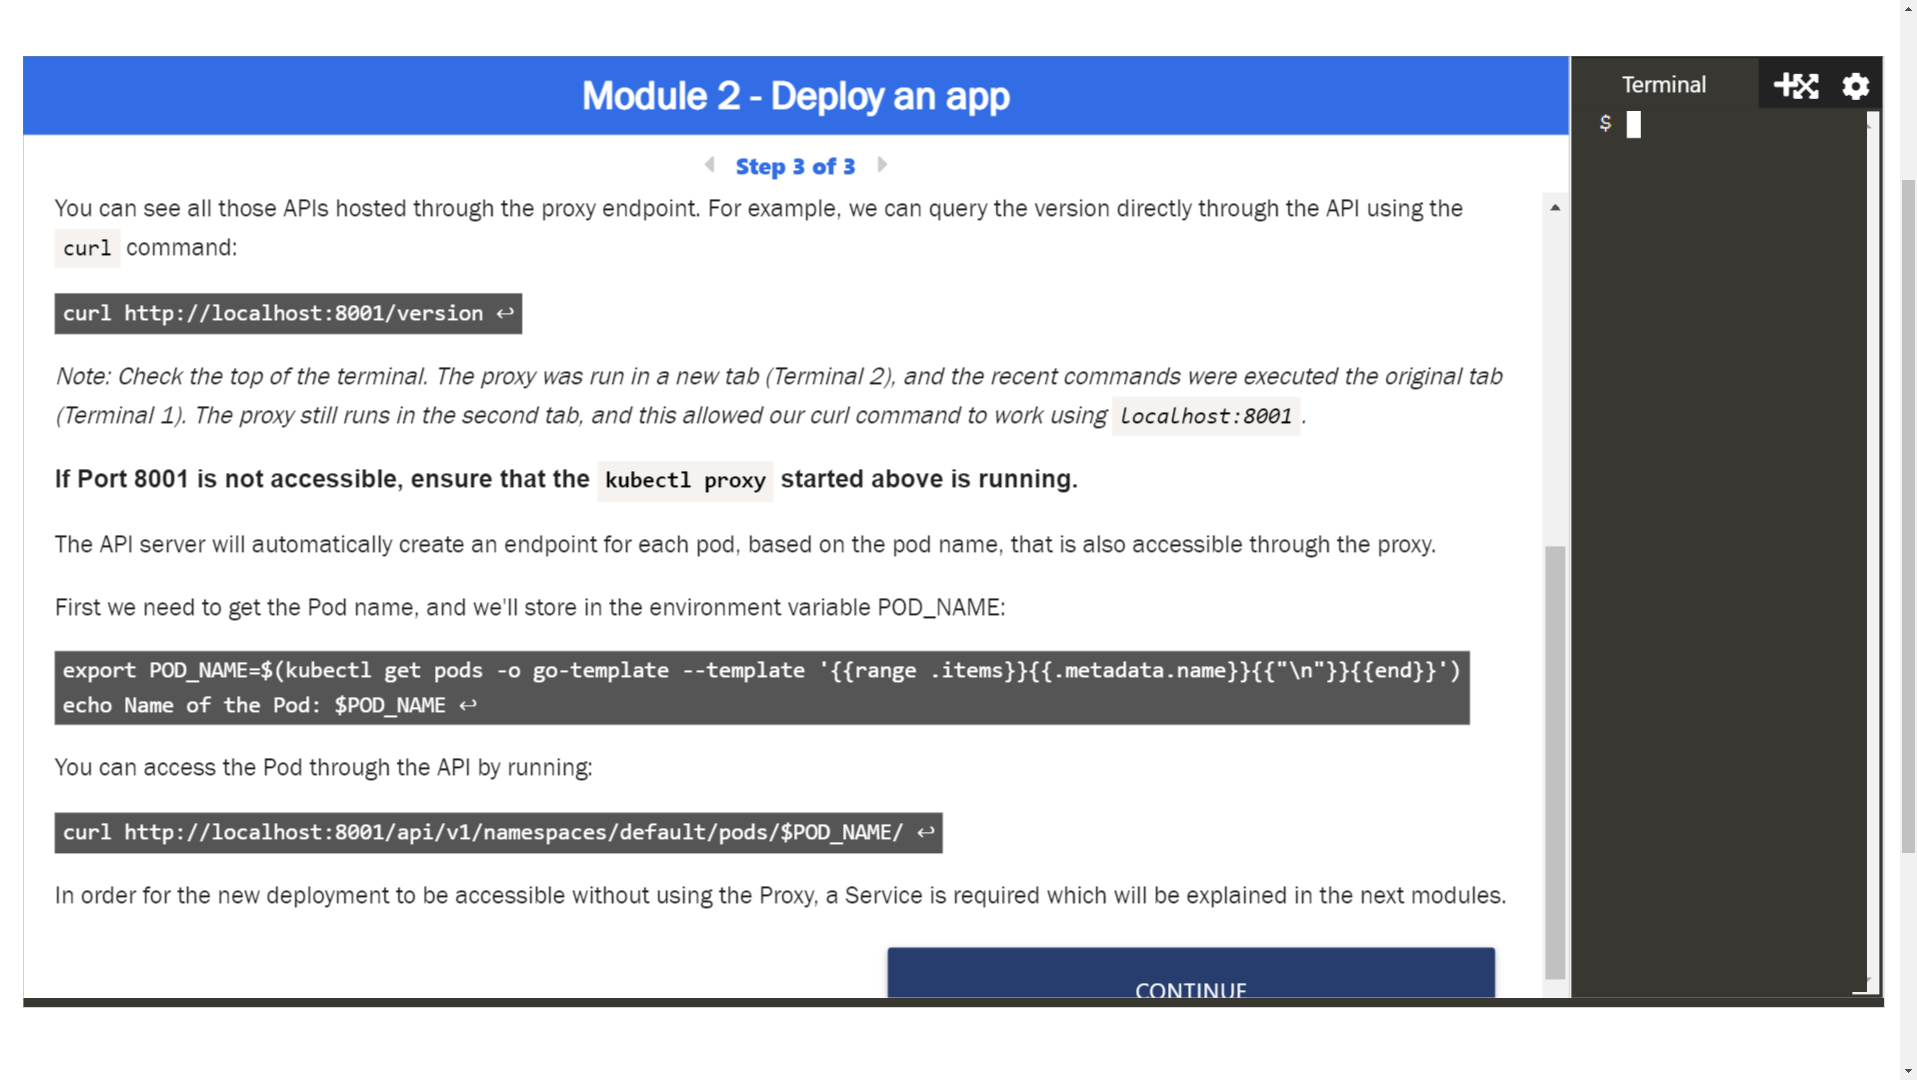 Module 2 - Deploy an app
Step 3 of 3
You can see all those APIs hosted through the proxy endpoint. For example, we can query the version directly through the API using the
curl command:
curl http://localhost:8001/version ↩
Note: Check the top of the terminal. The proxy was run in a new tab (Terminal 2), and the recent commands were executed the original tab
(Terminal 1). The proxy still runs in the second tab, and this allowed our curl command to work using localhost:8001 .
If Port 8001 is not accessible, ensure that the kubectl proxy started above is running.
The API server will automatically create an endpoint for each pod, based on the pod name, that is also accessible through the proxy.
First we need to get the Pod name, and we'll store in the environment variable POD_NAME:
export POD_NAME=$(kubectl get pods -o go-template --template '{{range .items}}{{.metadata.name}}{{"\n"}}{{end}}')
echo Name of the Pod: $POD_NAME ↩
You can access the Pod through the API by running:
curl http://localhost:8001/api/v1/namespaces/default/pods/$POD_NAME/ ↩
In order for the new deployment to be accessible without using the Proxy, a Service is required which will be explained in the next modules.
CONTINUE
Terminal
$